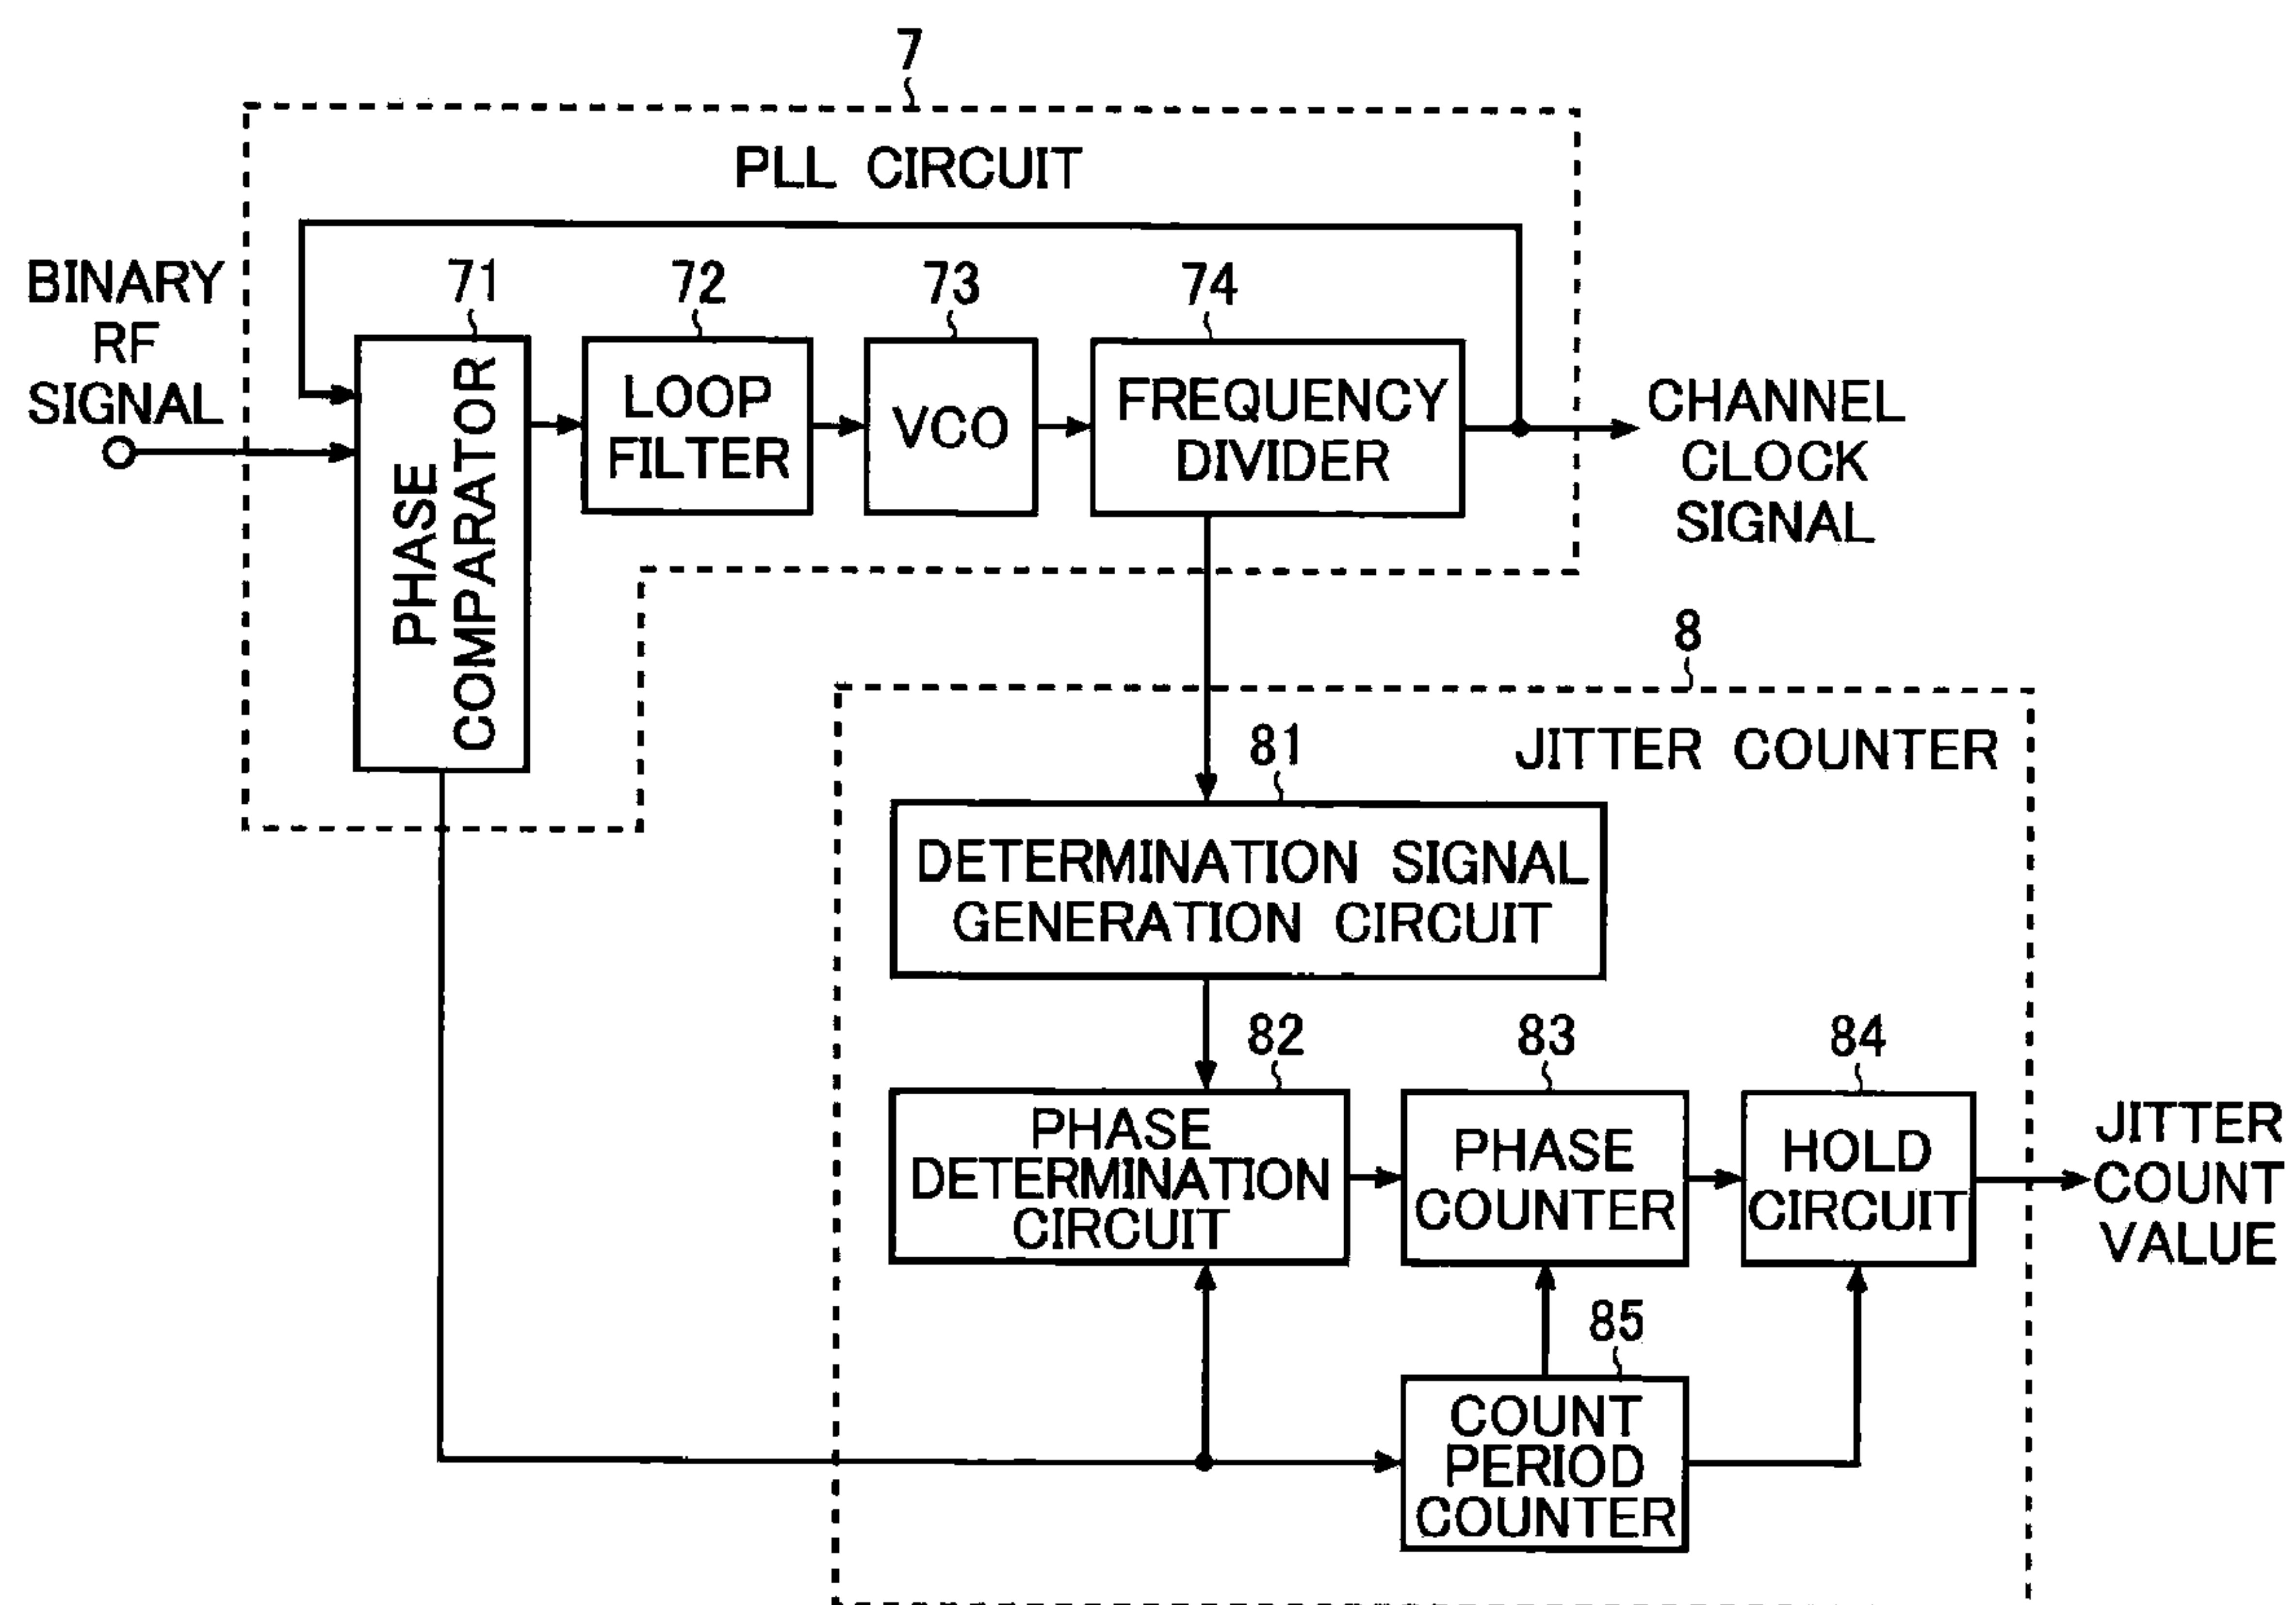 7
PLL CIRCUIT
BINARY
RF
SIGNAL
71
72
73
74
PHASE
COMPARATOR
LOOP
FILTER
VCO
FREQUENCY
DIVIDER
CHANNEL
CLOCK
SIGNAL
8
JITTER COUNTER
81
DETERMINATION SIGNAL
GENERATION CIRCUIT
82
83
84
PHASE
DETERMINATION
CIRCUIT
PHASE
COUNTER
HOLD
CIRCUIT
JITTER
COUNT
VALUE
85
COUNT
PERIOD
COUNTER